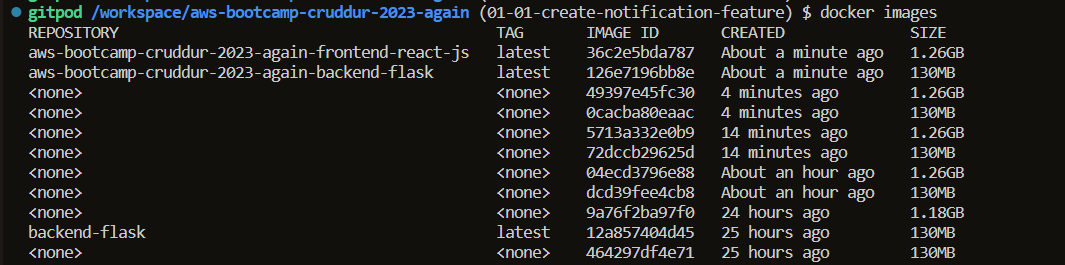 gitpod /workspace/aws-bootcamp-cruddur-2023-again (01-01-create-notification-feature) $ docker images
REPOSITORY TAG IMAGE ID CREATED SIZE
aws-bootcamp-cruddur-2023-again-frontend-react-js latest 36c2e5bda787 About a minute ago 1.26GB
aws-bootcamp-cruddur-2023-again-backend-flask latest 126e7196bb8e About a minute ago 130MB
<none> <none> 49397e45fc30 4 minutes ago 1.26GB
<none> <none> 0cacba80eaac 4 minutes ago 130MB
<none> <none> 5713a332e0b9 14 minutes ago 1.26GB
<none> <none> 72dccb29625d 14 minutes ago 130MB
<none> <none> 04ecd3796e88 About an hour ago 1.26GB
<none> <none> dcd39fee4cb8 About an hour ago 130MB
<none> <none> 9a76f2ba97f0 24 hours ago 1.18GB
backend-flask latest 12a857404d45 25 hours ago 130MB
<none> <none> 464297df4e71 25 hours ago 130MB